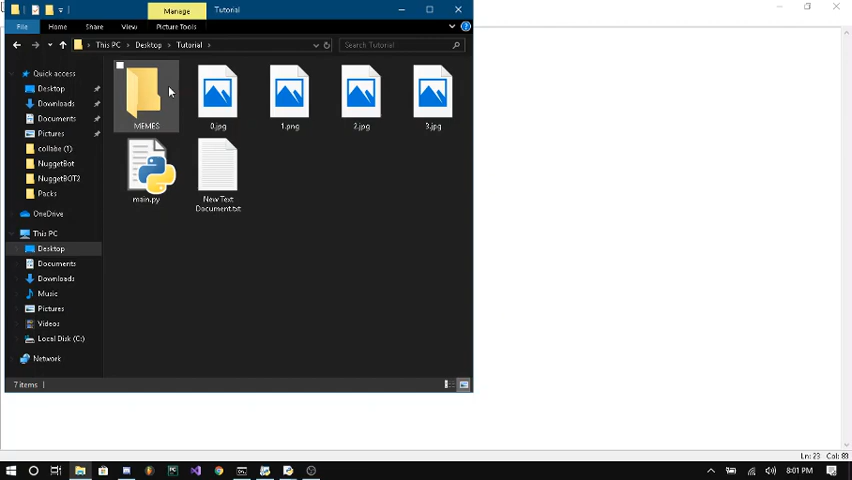 Manage
Tutorial
File
Home
Share
View
Picture Tools
This PC
Desktop
Tutorial
Search Tutorial
Quick access
Desktop
Downloads
Documents
Pictures
collabe (1)
NuggetBot
NuggetBOT2
Packs
OneDrive
This PC
Desktop
Documents
Downloads
Music
Pictures
Videos
Local Disk (C:)
Network
MEMES
0.jpg
1.png
2.jpg
3.jpg
main.py
New Text
Document.txt
7 items
Ln: 23 Col: 83
8:01 PM